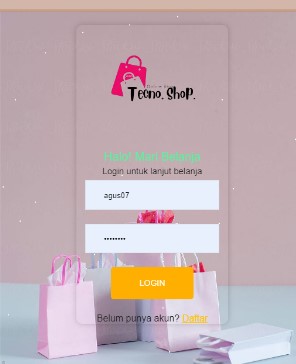 Tecno. Shop.
Halo! Mari Belanja
Login untuk lanjut belanja
agus07
••••••••
LOGIN
Belum punya akun? Daftar